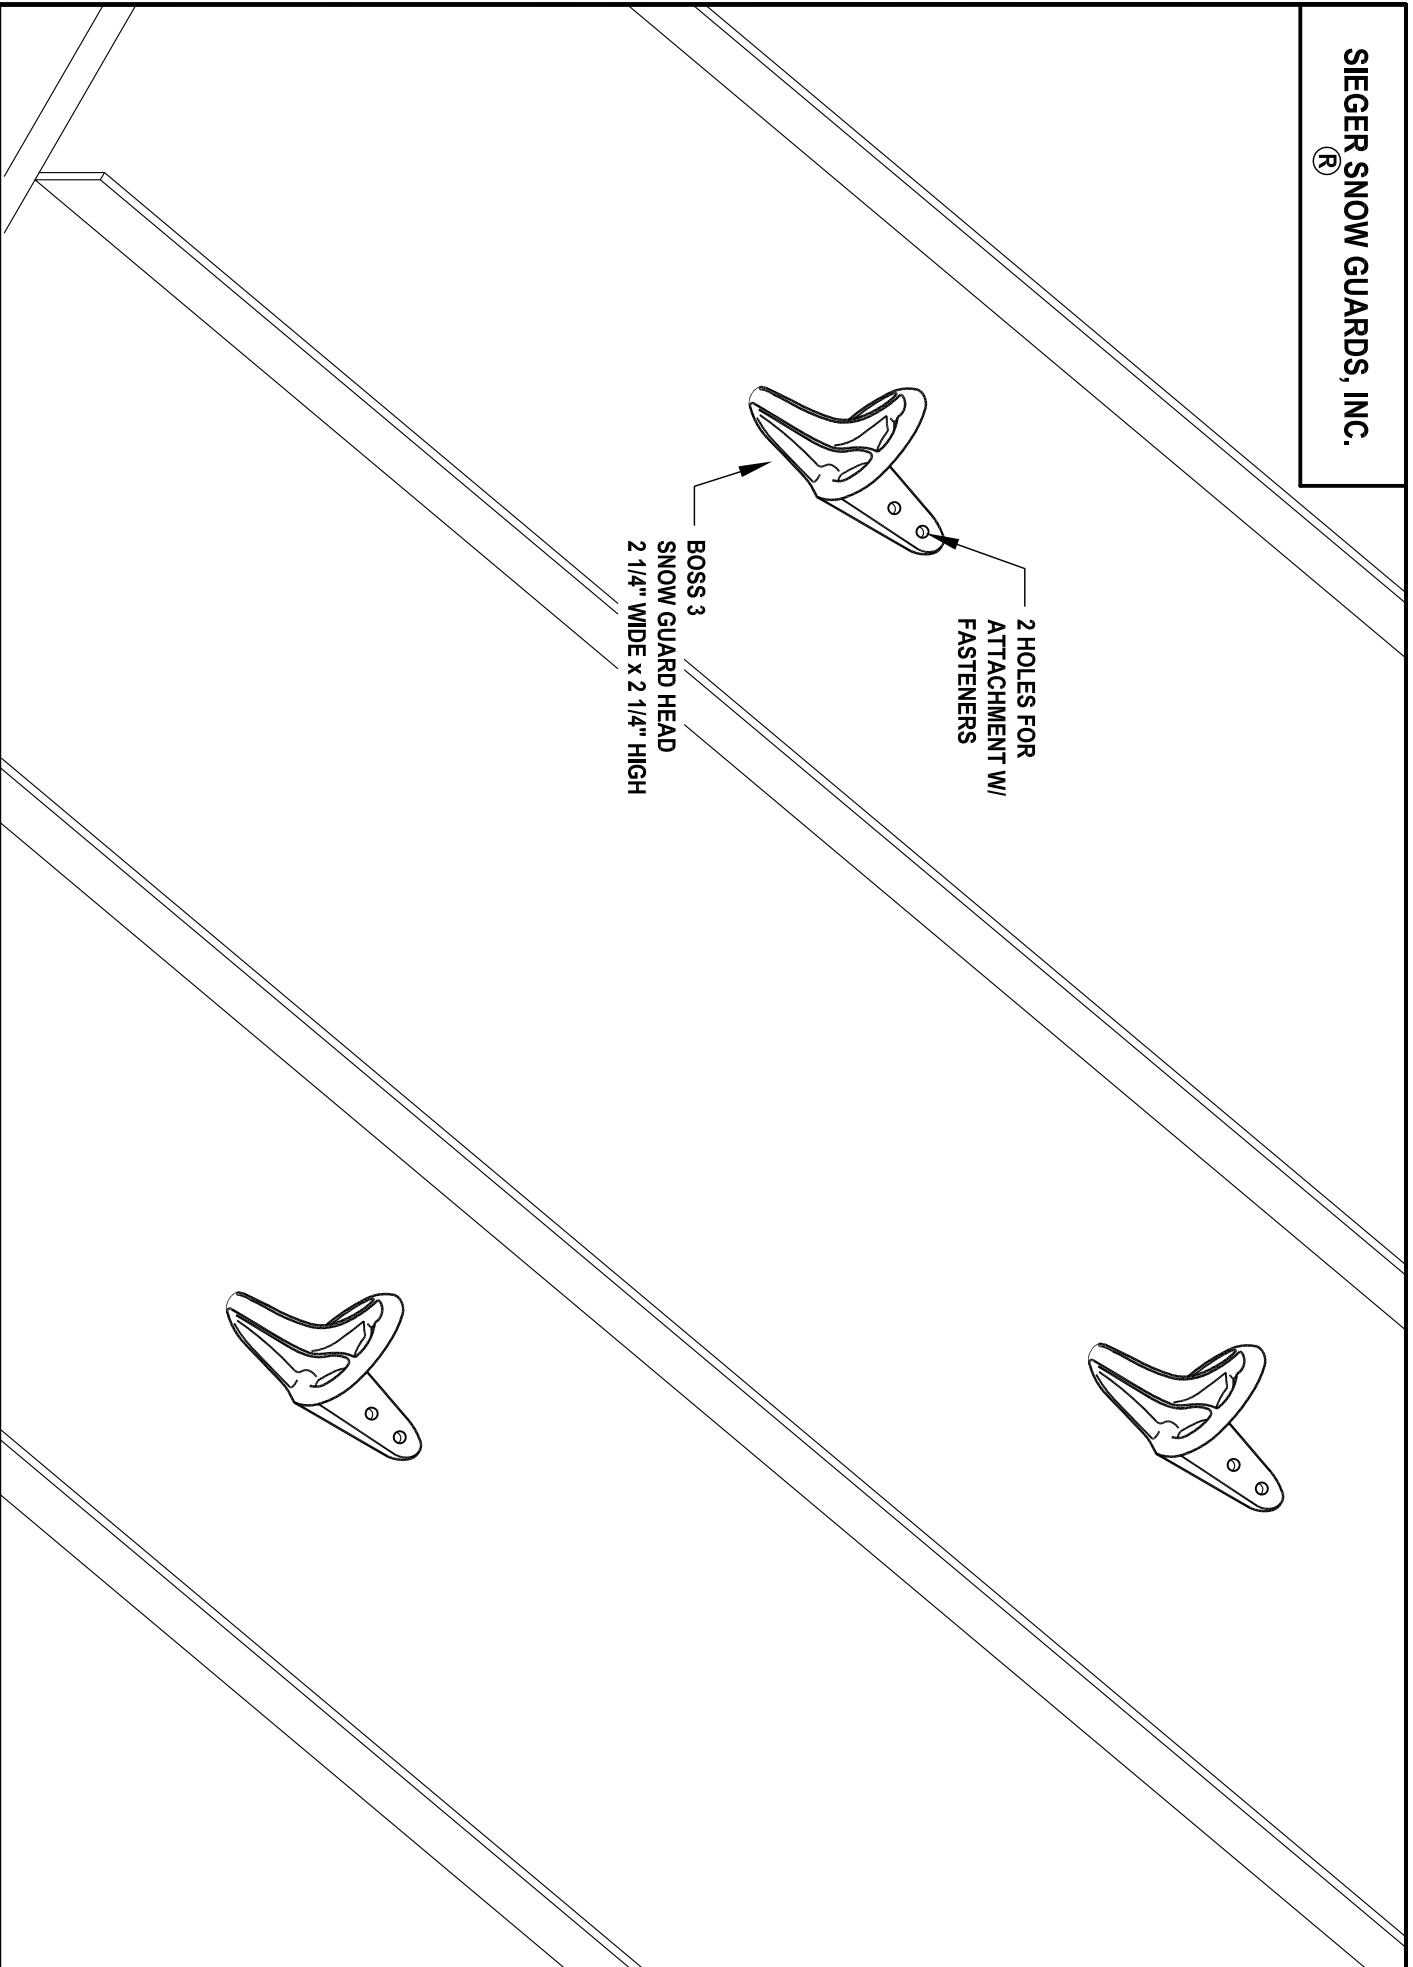 SIEGER SNOW GUARDS, INC.
®
2 HOLES FOR
ATTACHMENT W/
FASTENERS
BOSS 3
SNOW GUARD HEAD
2 1/4" WIDE x 2 1/4" HIGH